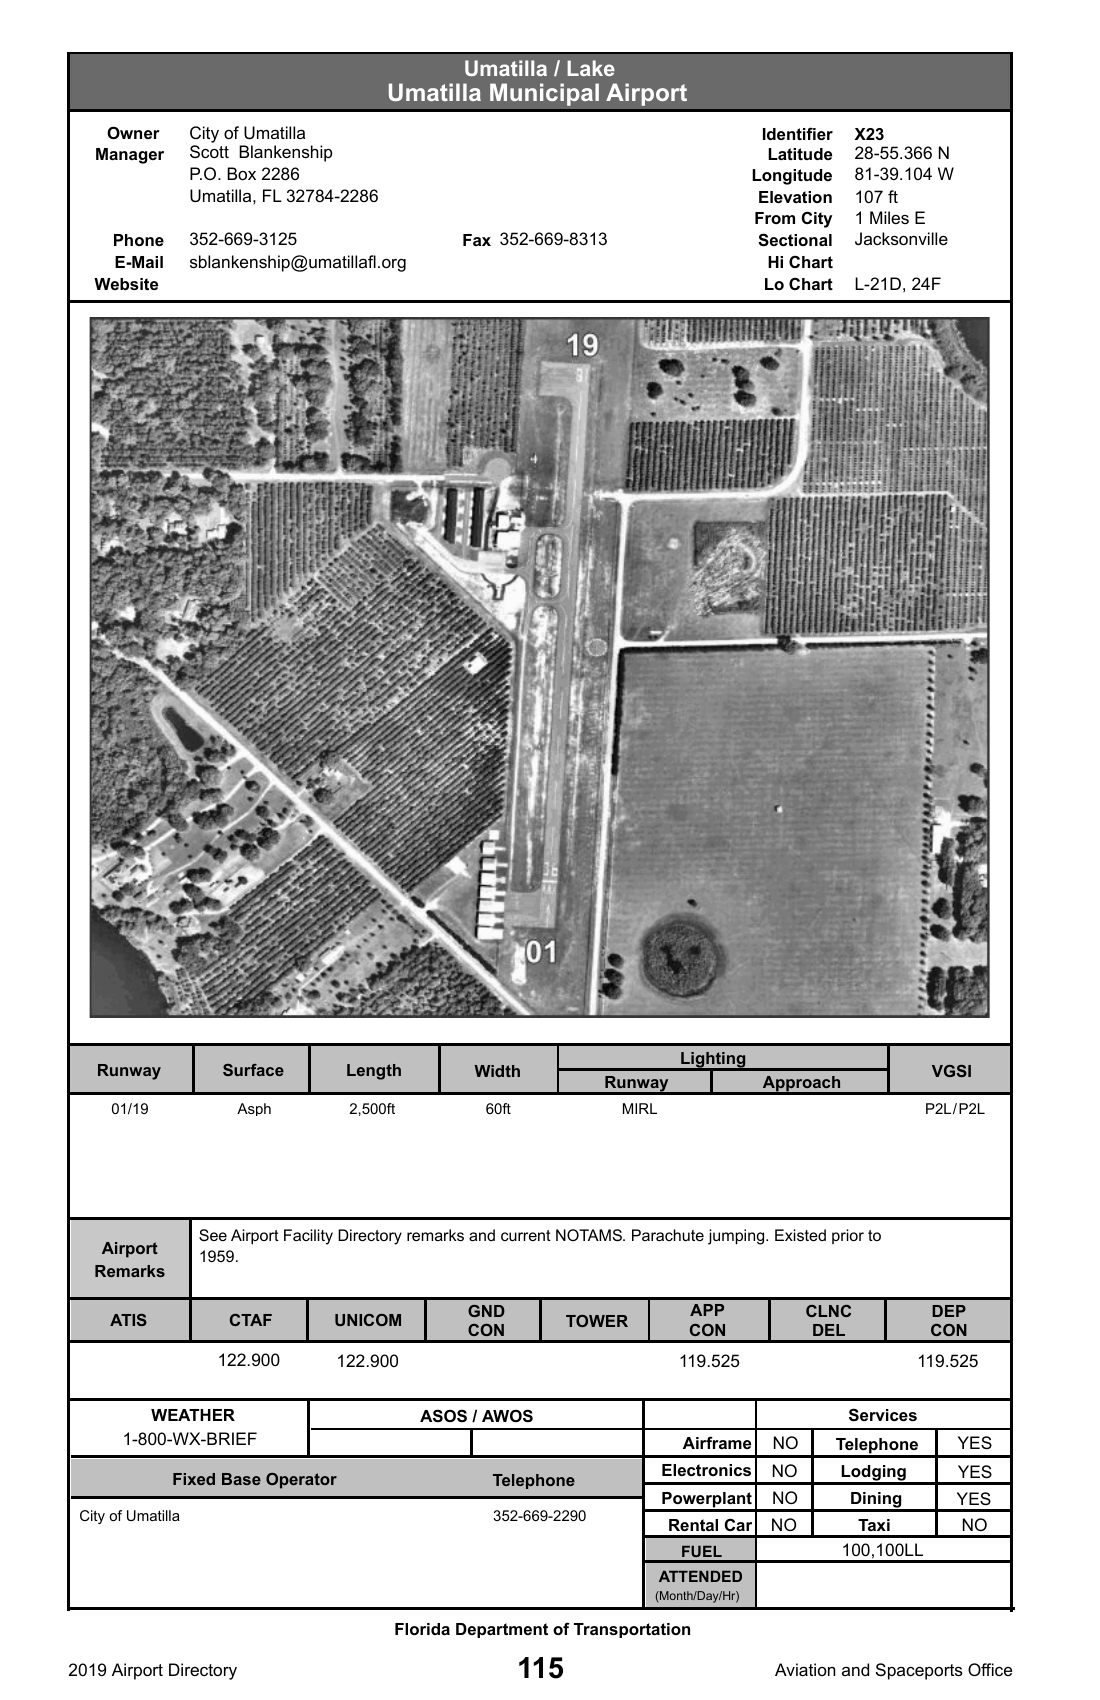 Umatilla / Lake
Umatilla Municipal Airport
Owner City of Umatilla
Manager Scott Blankenship
P.O. Box 2286
Umatilla, FL 32784-2286
Phone 352-669-3125 Fax 352-669-8313
E-Mail sblankenship@umatillafl.org
Website
Identifier X23
Latitude 28-55.366 N
Longitude 81-39.104 W
Elevation 107 ft
From City 1 Miles E
Sectional Jacksonville
Hi Chart
Lo Chart L-21D, 24F
19
01
Runway Surface Length Width Lighting VGSI
Runway Approach
01/19 Asph 2,500ft 60ft MIRL P2L/P2L
Airport Remarks
See Airport Facility Directory remarks and current NOTAMS. Parachute jumping. Existed prior to
1959.
ATIS CTAF UNICOM GND CON TOWER APP CON CLNC DEL DEP CON
122.900 122.900 119.525 119.525
WEATHER
1-800-WX-BRIEF
ASOS / AWOS
Fixed Base Operator Telephone
City of Umatilla 352-669-2290
Services
Airframe NO Telephone YES
Electronics NO Lodging YES
Powerplant NO Dining YES
Rental Car NO Taxi NO
FUEL 100,100LL
ATTENDED
(Month/Day/Hr)
Florida Department of Transportation
2019 Airport Directory 115 Aviation and Spaceports Office